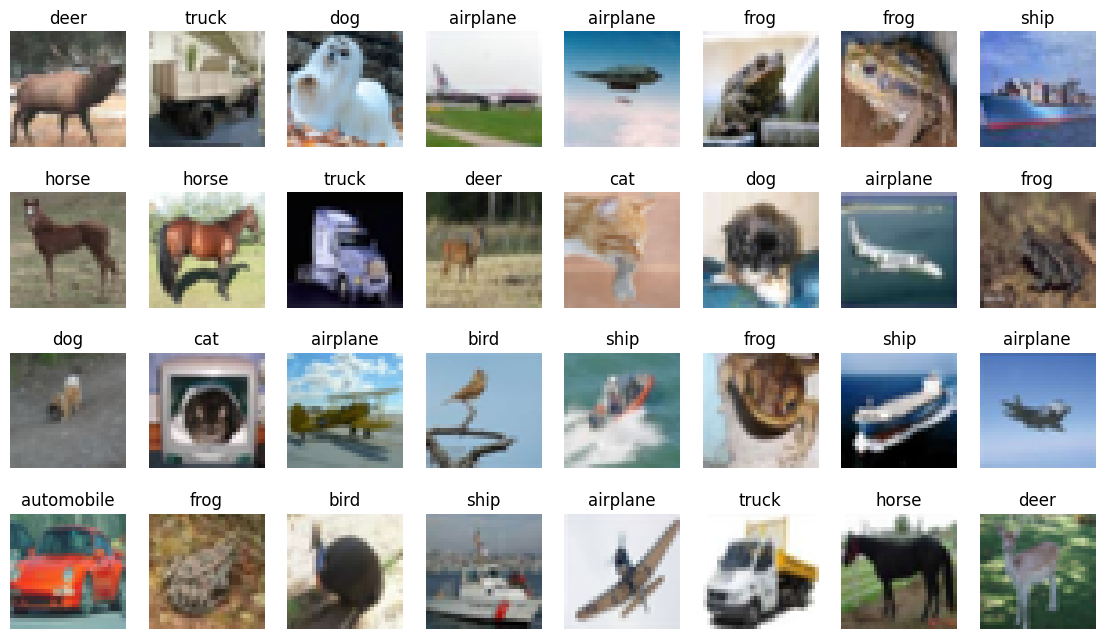 deer truck dog airplane airplane frog frog ship
horse horse truck deer cat dog airplane frog
dog cat airplane bird ship frog ship airplane
automobile frog bird ship airplane truck horse deer